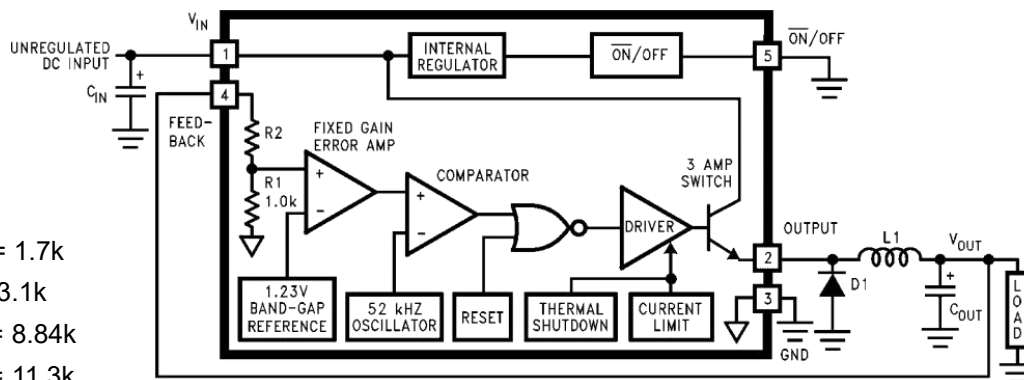 V_IN
UNREGULATED
DC INPUT
+
C_IN
1
INTERNAL
REGULATOR
ON/OFF
5
ON/OFF
4
FEED-
BACK
R2
FIXED GAIN
ERROR AMP
R1
1.0k
+
−
COMPARATOR
+
−
3 AMP
SWITCH
DRIVER
OUTPUT
2
L1
V_OUT
D1
+
C_OUT
LOAD
3
GND
1.23V
BAND-GAP
REFERENCE
52 kHZ
OSCILLATOR
RESET
THERMAL
SHUTDOWN
CURRENT
LIMIT
= 1.7k
3.1k
= 8.84k
= 11.3k